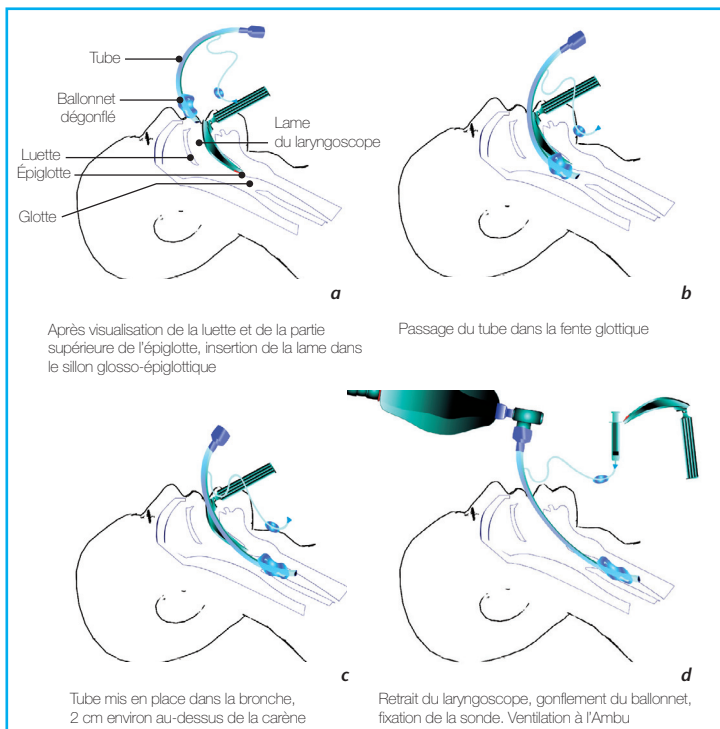 Tube
Ballonnet
dégonflé
Lame
du laryngoscope
Luette
Épiglotte
Glotte
a
Après visualisation de la luette et de la partie
supérieure de l'épiglotte, insertion de la lame dans
le sillon glosso-épiglottique
b
Passage du tube dans la fente glottique
c
Tube mis en place dans la bronche,
2 cm environ au-dessus de la carène
d
Retrait du laryngoscope, gonflement du ballonnet,
fixation de la sonde. Ventilation à l'Ambu